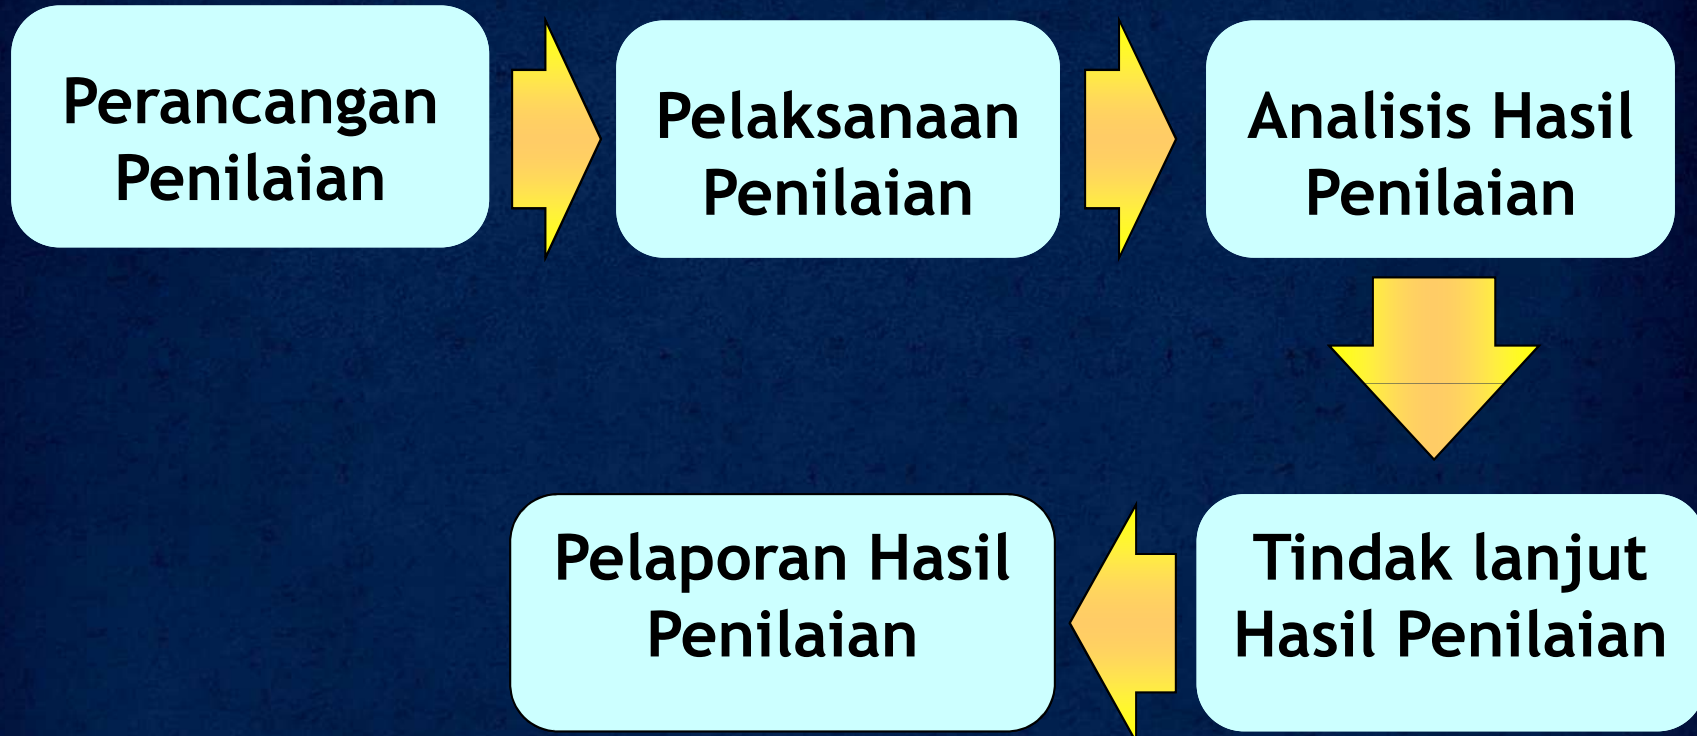 Perancangan
Penilaian
Pelaksanaan
Penilaian
Analisis Hasil
Penilaian
Tindak lanjut
Hasil Penilaian
Pelaporan Hasil
Penilaian